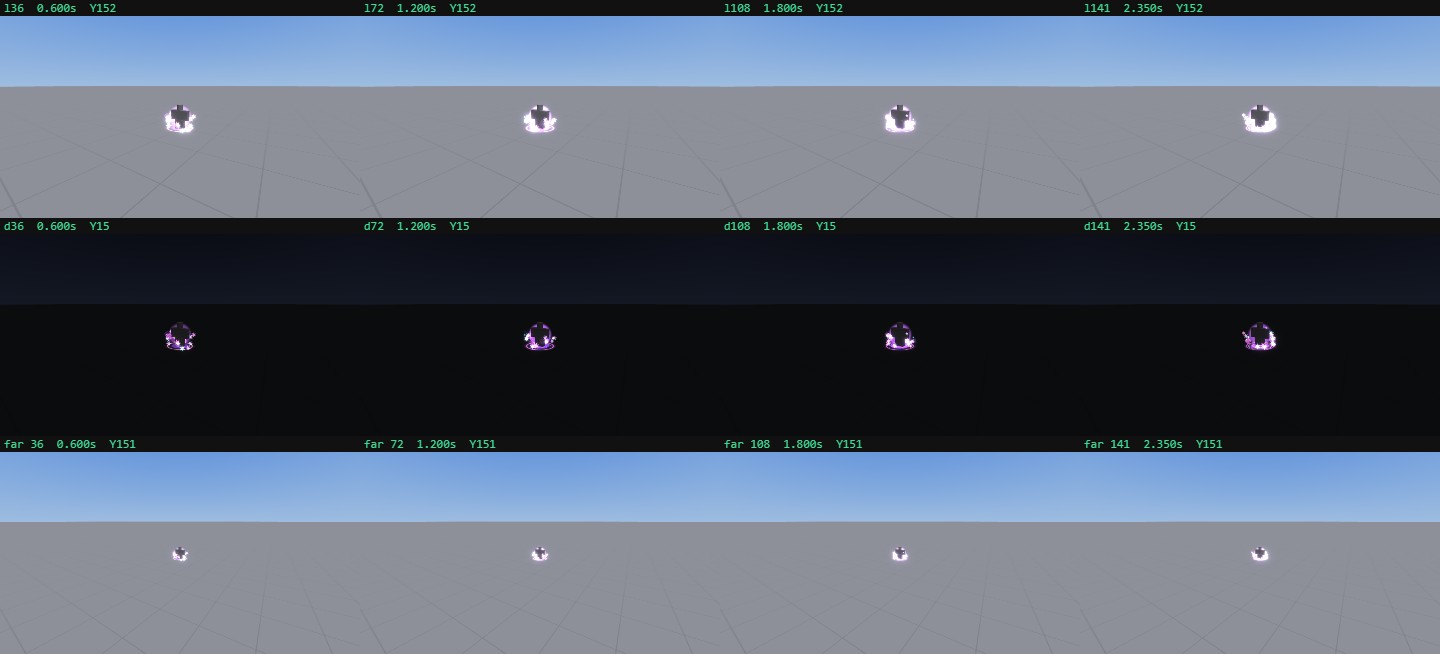 l36 0.600s Y152
l72 1.200s Y152
l108 1.800s Y152
l141 2.350s Y152
d36 0.600s Y15
d72 1.200s Y15
d108 1.800s Y15
d141 2.350s Y15
far 36 0.600s Y151
far 72 1.200s Y151
far 108 1.800s Y151
far 141 2.350s Y151